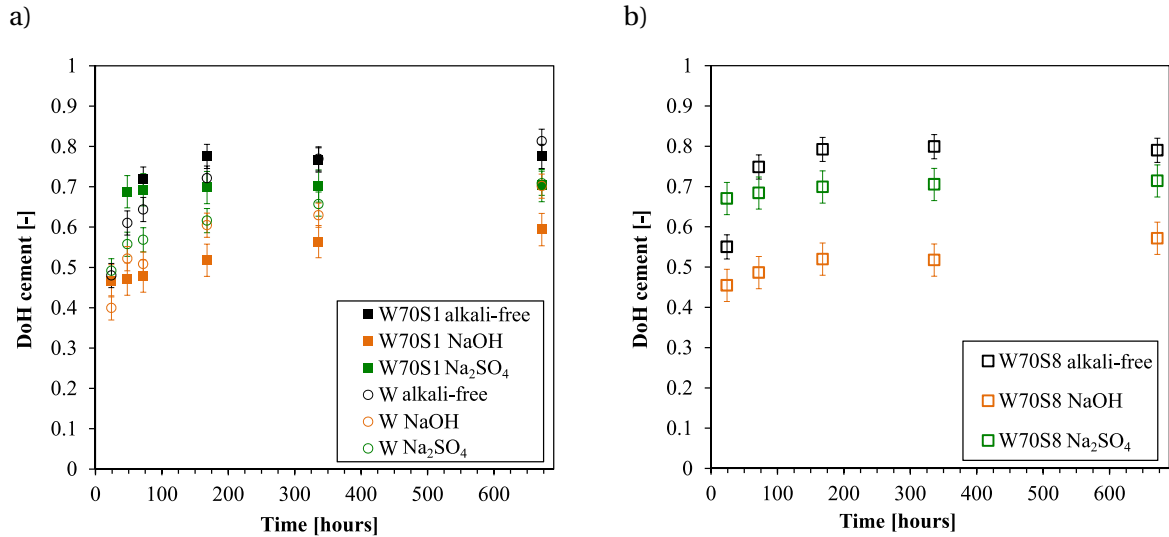 a)
DoH cement [-]
1
0.9
0.8
0.7
0.6
0.5
0.4
0.3
0.2
0.1
0
0 100 200 300 400 500 600
Time [hours]
W70S1 alkali-free
W70S1 NaOH
W70S1 Na₂SO₄
W alkali-free
W NaOH
W Na₂SO₄
b)
DoH cement [-]
1
0.9
0.8
0.7
0.6
0.5
0.4
0.3
0.2
0.1
0
0 100 200 300 400 500 600
Time [hours]
W70S8 alkali-free
W70S8 NaOH
W70S8 Na₂SO₄